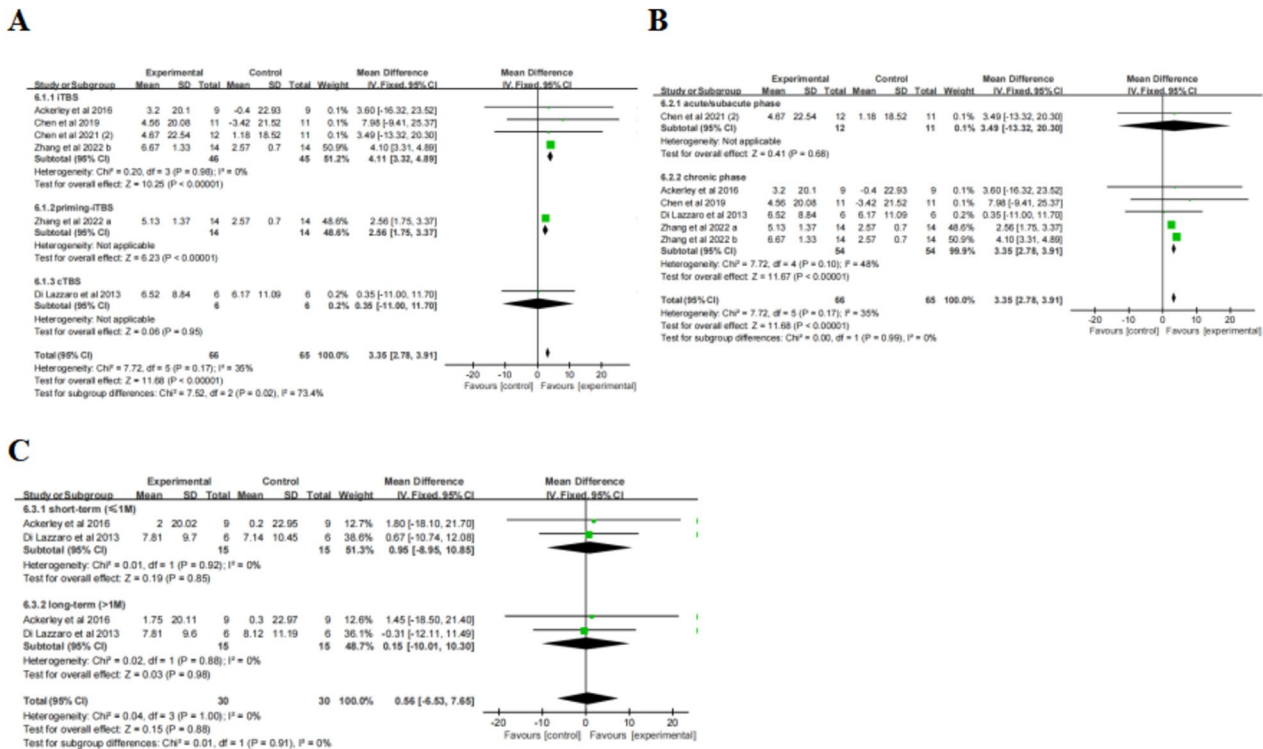 A
Experimental Control Mean Difference Mean Difference
Study or Subgroup Mean SD Total Mean SD Total Weight IV, Fixed, 95% CI IV, Fixed, 95% CI
6.1.1 iTBS
Ackerley et al 2016 3.2 20.1 9 -0.4 22.93 9 0.1% 3.60 [-16.32, 23.52]
Chen et al 2019 4.56 20.08 11 -3.42 21.52 11 0.1% 7.98 [-9.41, 25.37]
Chen et al 2021 (2) 4.67 22.54 12 1.18 18.52 11 0.1% 3.49 [-13.32, 20.30]
Zhang et al 2022 b 6.67 1.33 14 2.57 0.7 14 50.9% 4.10 [3.31, 4.89]
Subtotal (95% CI) 46 45 51.2% 4.11 [3.32, 4.89]
Heterogeneity: Chi² = 0.20, df = 3 (P = 0.98); I² = 0%
Test for overall effect: Z = 10.25 (P < 0.00001)
6.1.2 priming-iTBS
Zhang et al 2022 a 5.13 1.37 14 2.57 0.7 14 48.6% 2.56 [1.75, 3.37]
Subtotal (95% CI) 14 14 48.6% 2.56 [1.75, 3.37]
Heterogeneity: Not applicable
Test for overall effect: Z = 6.23 (P < 0.00001)
6.1.3 cTBS
Di Lazzaro et al 2013 6.52 8.84 6 6.17 11.09 6 0.2% 0.35 [-11.00, 11.70]
Subtotal (95% CI) 6 6 0.2% 0.35 [-11.00, 11.70]
Heterogeneity: Not applicable
Test for overall effect: Z = 0.06 (P = 0.95)
Total (95% CI) 66 65 100.0% 3.35 [2.78, 3.91]
Heterogeneity: Chi² = 7.72, df = 5 (P = 0.17); I² = 35%
Test for overall effect: Z = 11.68 (P < 0.00001)
Test for subgroup differences: Chi² = 7.52, df = 2 (P = 0.02), I² = 73.4%
-20 -10 0 10 20
Favours [control] Favours [experimental]
B
Experimental Control Mean Difference Mean Difference
Study or Subgroup Mean SD Total Mean SD Total Weight IV, Fixed, 95% CI IV, Fixed, 95% CI
6.2.1 acute/subacute phase
Chen et al 2021 (2) 4.67 22.54 12 1.18 18.52 11 0.1% 3.49 [-13.32, 20.30]
Subtotal (95% CI) 12 11 0.1% 3.49 [-13.32, 20.30]
Heterogeneity: Not applicable
Test for overall effect: Z = 0.41 (P = 0.68)
6.2.2 chronic phase
Ackerley et al 2016 3.2 20.1 9 -0.4 22.93 9 0.1% 3.60 [-16.32, 23.52]
Chen et al 2019 4.56 20.08 11 -3.42 21.52 11 0.1% 7.98 [-9.41, 25.37]
Di Lazzaro et al 2013 6.52 8.84 6 6.17 11.09 6 0.2% 0.35 [-11.00, 11.70]
Zhang et al 2022 a 5.13 1.37 14 2.57 0.7 14 48.6% 2.56 [1.75, 3.37]
Zhang et al 2022 b 6.67 1.33 14 2.57 0.7 14 50.9% 4.10 [3.31, 4.89]
Subtotal (95% CI) 54 54 99.9% 3.35 [2.78, 3.91]
Heterogeneity: Chi² = 7.72, df = 4 (P = 0.10); I² = 48%
Test for overall effect: Z = 11.67 (P < 0.00001)
Total (95% CI) 66 65 100.0% 3.35 [2.78, 3.91]
Heterogeneity: Chi² = 7.72, df = 5 (P = 0.17); I² = 35%
Test for overall effect: Z = 11.68 (P < 0.00001)
Test for subgroup differences: Chi² = 0.00, df = 1 (P = 0.99), I² = 0%
-20 -10 0 10 20
Favours [control] Favours [experimental]
C
Experimental Control Mean Difference Mean Difference
Study or Subgroup Mean SD Total Mean SD Total Weight IV, Fixed, 95% CI IV, Fixed, 95% CI
6.3.1 short-term (≤1M)
Ackerley et al 2016 2 20.02 9 0.2 22.95 9 12.7% 1.80 [-18.10, 21.70]
Di Lazzaro et al 2013 7.81 9.7 6 7.14 10.45 6 38.6% 0.67 [-10.74, 12.08]
Subtotal (95% CI) 15 15 51.3% 0.95 [-8.95, 10.85]
Heterogeneity: Chi² = 0.01, df = 1 (P = 0.92); I² = 0%
Test for overall effect: Z = 0.19 (P = 0.85)
6.3.2 long-term (>1M)
Ackerley et al 2016 1.75 20.11 9 0.3 22.97 9 12.6% 1.45 [-18.50, 21.40]
Di Lazzaro et al 2013 7.81 9.6 6 8.12 11.19 6 36.1% -0.31 [-12.11, 11.49]
Subtotal (95% CI) 15 15 48.7% 0.15 [-10.01, 10.30]
Heterogeneity: Chi² = 0.02, df = 1 (P = 0.88); I² = 0%
Test for overall effect: Z = 0.03 (P = 0.98)
Total (95% CI) 30 30 100.0% 0.56 [-6.53, 7.65]
Heterogeneity: Chi² = 0.04, df = 3 (P = 1.00); I² = 0%
Test for overall effect: Z = 0.15 (P = 0.88)
Test for subgroup differences: Chi² = 0.01, df = 1 (P = 0.91), I² = 0%
-20 -10 0 10 20
Favours [control] Favours [experimental]